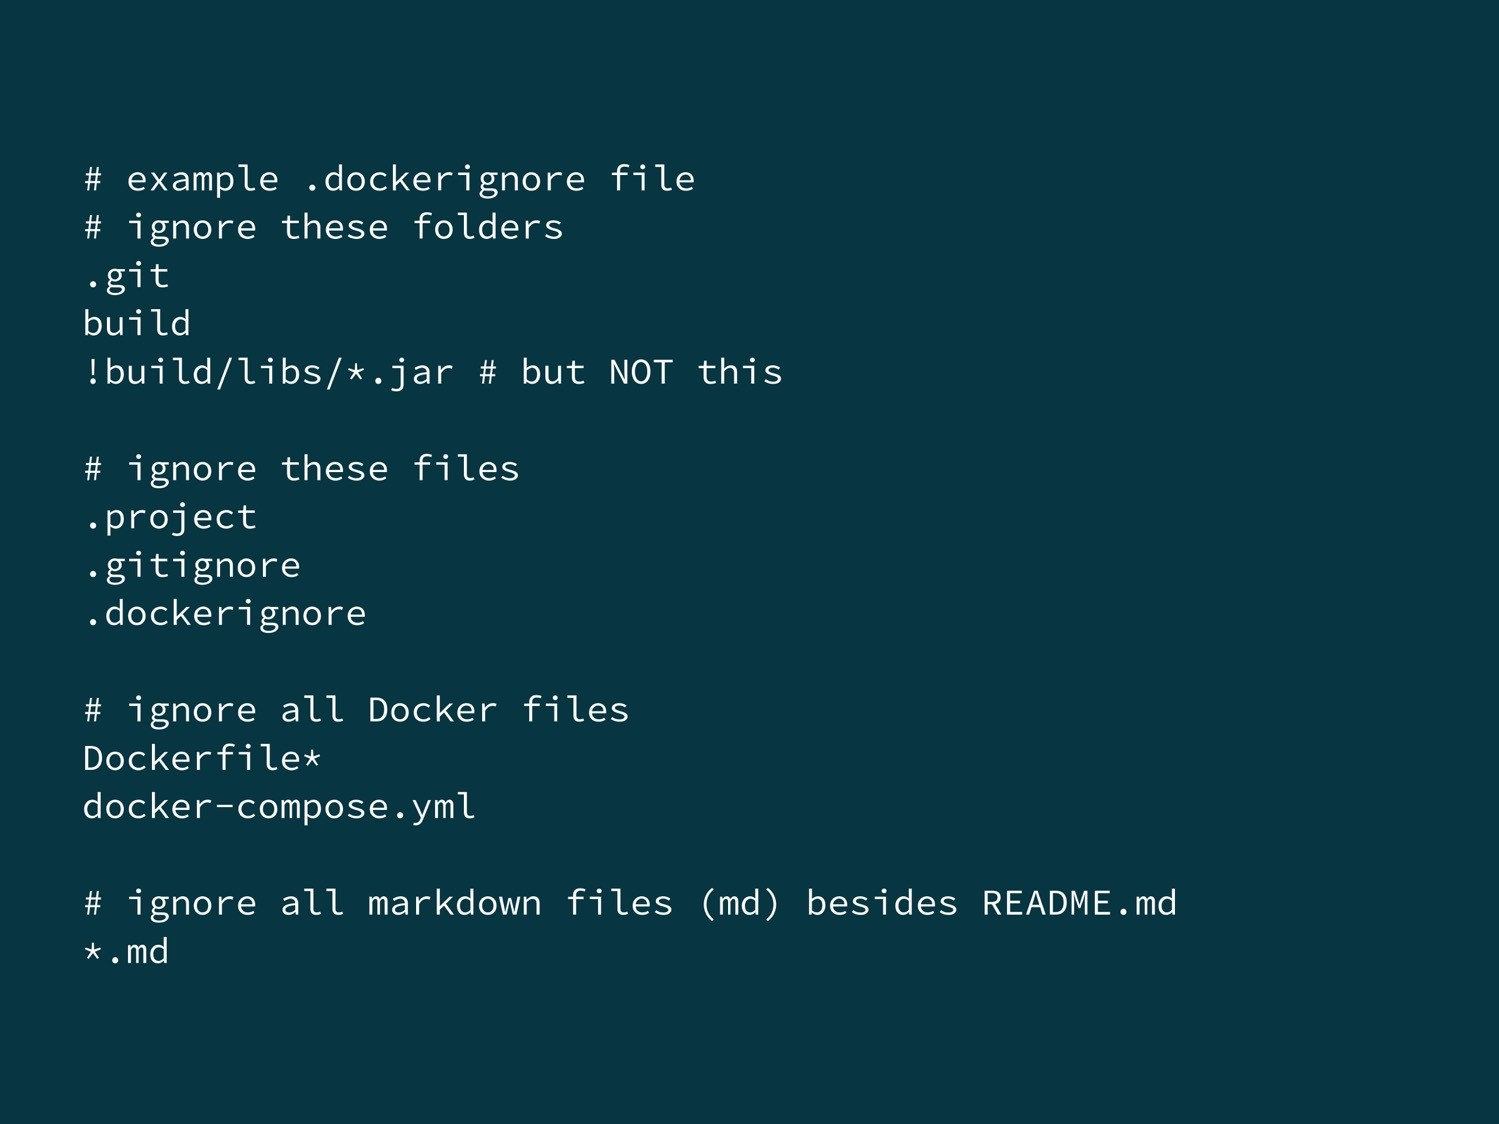 # example .dockerignore file
# ignore these folders
.git
build
!build/libs/*.jar # but NOT this
# ignore these files
.project
.gitignore
.dockerignore
# ignore all Docker files
Dockerfile*
docker-compose.yml
# ignore all markdown files (md) besides README.md
*.md